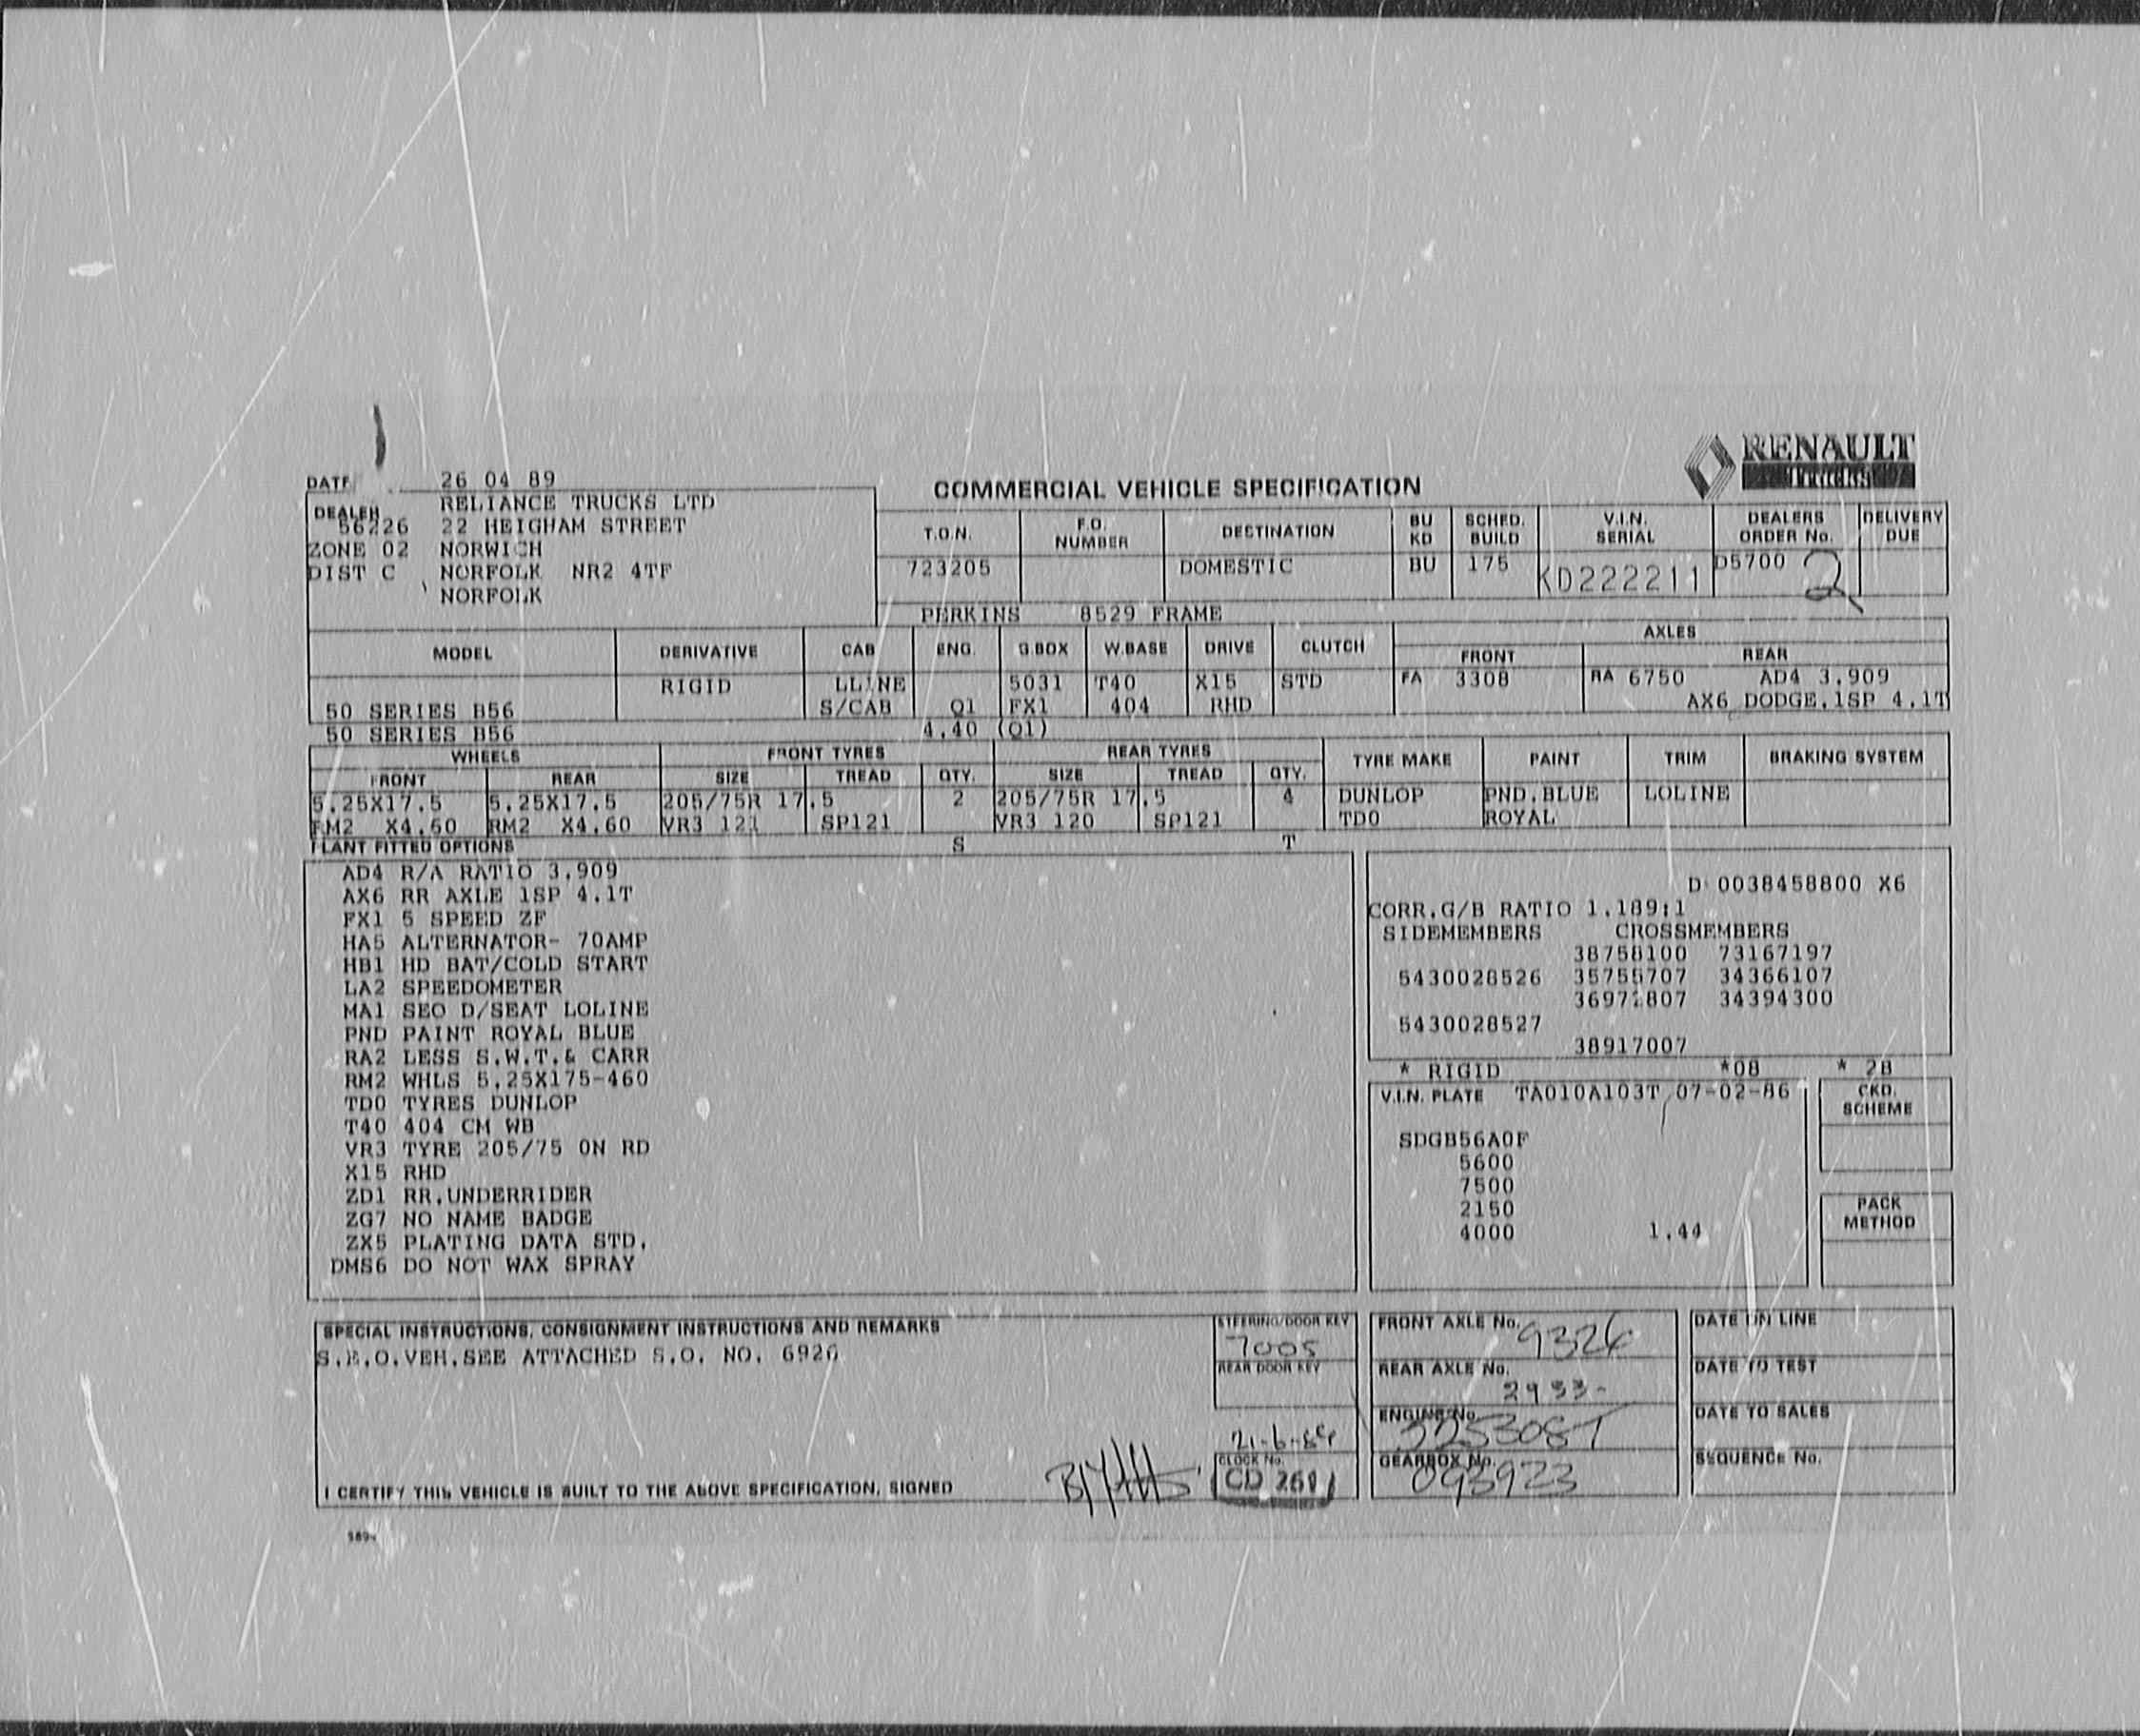 RENAULT
TRUCKS
DATE 26 04 89
COMMERCIAL VEHICLE SPECIFICATION
DEALER RELIANCE TRUCKS LTD
56226 22 HEIGHAM STREET
ZONE 02 NORWICH
DIST C NORFOLK NR2 4TF
NORFOLK
T.O.N. F.O. NUMBER DESTINATION BU KD SCHED. BUILD V.I.N. SERIAL DEALERS ORDER No. DELIVERY DUE
723205 DOMESTIC BU 175 KD222211 D5700 2
PERKINS 8529 FRAME
MODEL DERIVATIVE CAB ENG. G.BOX W.BASE DRIVE CLUTCH AXLES
FRONT REAR
RIGID LLINE 5031 T40 X15 STD FA 3308 RA 6750 AD4 3.909
50 SERIES B56 S/CAB Q1 FX1 404 RHD AX6 DODGE.1SP 4.1T
50 SERIES B56 4.40 (Q1)
WHEELS FRONT TYRES REAR TYRES TYRE MAKE PAINT TRIM BRAKING SYSTEM
FRONT REAR SIZE TREAD QTY. SIZE TREAD QTY.
5.25X17.5 5.25X17.5 205/75R 17.5 2 205/75R 17.5 4 DUNLOP PND.BLUE LOLINE
FM2 X4.60 RM2 X4.60 VR3 121 SP121 VR3 120 SP121 TD0 ROYAL
PLANT FITTED OPTIONS S T
AD4 R/A RATIO 3.909
AX6 RR AXLE 1SP 4.1T
FX1 5 SPEED ZF
HA5 ALTERNATOR- 70AMP
HB1 HD BAT/COLD START
LA2 SPEEDOMETER
MA1 SEO D/SEAT LOLINE
PND PAINT ROYAL BLUE
RA2 LESS S.W.T.& CARR
RM2 WHLS 5.25X175-460
TD0 TYRES DUNLOP
T40 404 CM WB
VR3 TYRE 205/75 ON RD
X15 RHD
ZD1 RR.UNDERRIDER
ZG7 NO NAME BADGE
ZX5 PLATING DATA STD.
DMS6 DO NOT WAX SPRAY
D 0038458800 X6
CORR.G/B RATIO 1.189:1
SIDEMEMBERS CROSSMEMBERS
38758100 73167197
5430028526 35755707 34366107
36971807 34394300
5430028527
38917007
* RIGID *08 * 2B
V.I.N. PLATE TA010A103T 07-02-86
SDGB56A0F
5600
7500
2150
4000 1.44
CKD. SCHEME
PACK METHOD
SPECIAL INSTRUCTIONS, CONSIGNMENT INSTRUCTIONS AND REMARKS
S.E.O.VEH.SEE ATTACHED S.O. NO. 6926
I CERTIFY THIS VEHICLE IS BUILT TO THE ABOVE SPECIFICATION, SIGNED
STEERING/DOOR KEY
7005
REAR DOOR KEY
CLOCK No.
CD 261
FRONT AXLE No. 9326
REAR AXLE No.
2933-
ENGINE No.
GEARBOX No.
093923
DATE ON LINE
DATE TO TEST
DATE TO SALES
SEQUENCE No.